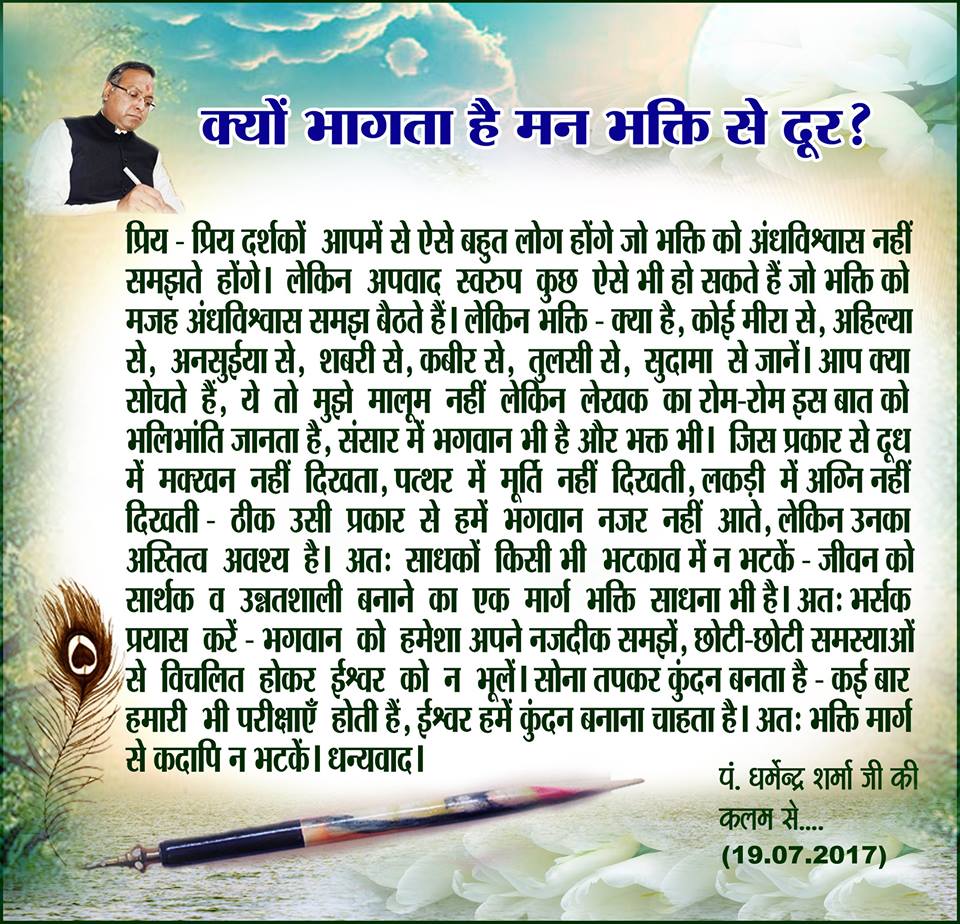 क्यों भागता है मन भक्ति से दूर?
प्रिय - प्रिय दर्शकों आपमें से ऐसे बहुत लोग होंगे जो भक्ति को अंधविश्वास नहीं
समझते होंगे। लेकिन अपवाद स्वरुप कुछ ऐसे भी हो सकते हैं जो भक्ति को
मजह अंधविश्वास समझ बैठते हैं। लेकिन भक्ति - क्या है, कोई मीरा से, अहिल्या
से, अनसुईया से, शबरी से, कबीर से, तुलसी से, सुदामा से जानें। आप क्या
सोचते हैं, ये तो मुझे मालूम नहीं लेकिन लेखक का रोम-रोम इस बात को
भलिभांति जानता है, संसार में भगवान भी है और भक्त भी। जिस प्रकार से दूध
में मक्खन नहीं दिखता, पत्थर में मूर्ति नहीं दिखती, लकड़ी में अग्नि नहीं
दिखती - ठीक उसी प्रकार से हमें भगवान नजर नहीं आते, लेकिन उनका
अस्तित्व अवश्य है। अतः साधकों किसी भी भटकाव में न भटकें - जीवन को
सार्थक व उन्नतशाली बनाने का एक मार्ग भक्ति साधना भी है। अतः भर्सक
प्रयास करें - भगवान को हमेशा अपने नजदीक समझें, छोटी-छोटी समस्याओं
से विचलित होकर ईश्वर को न भूलें। सोना तपकर कुंदन बनता है - कई बार
हमारी भी परीक्षाएँ होती हैं, ईश्वर हमें कुंदन बनाना चाहता है। अतः भक्ति मार्ग
से कदापि न भटकें। धन्यवाद।
पं. धर्मेन्द्र शर्मा जी की
कलम से....
(19.07.2017)